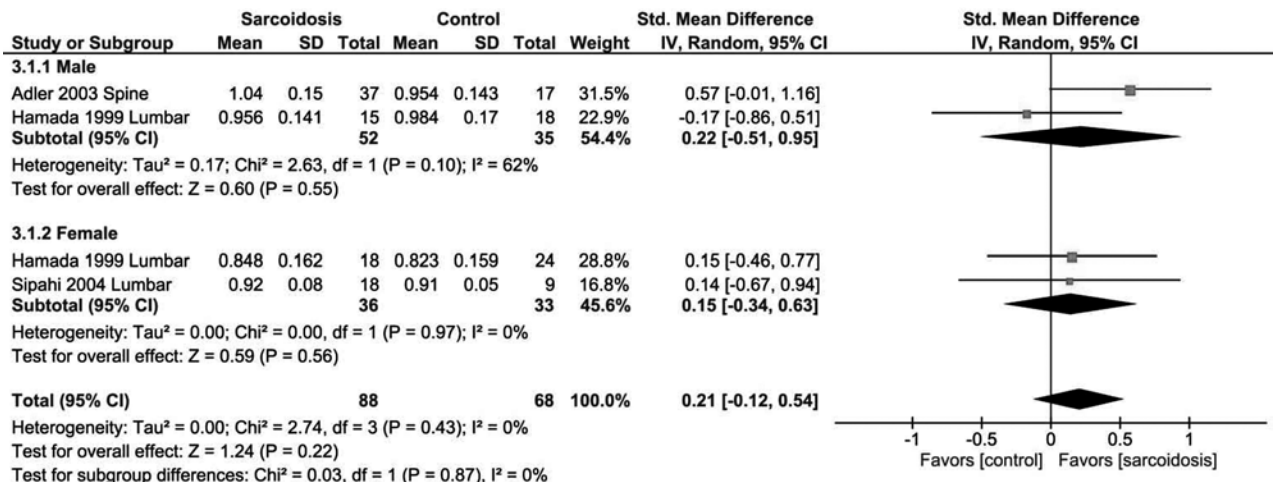 Sarcoidosis Control Std. Mean Difference Std. Mean Difference
Study or Subgroup Mean SD Total Mean SD Total Weight IV, Random, 95% CI IV, Random, 95% CI
3.1.1 Male
Adler 2003 Spine 1.04 0.15 37 0.954 0.143 17 31.5% 0.57 [-0.01, 1.16]
Hamada 1999 Lumbar 0.956 0.141 15 0.984 0.17 18 22.9% -0.17 [-0.86, 0.51]
Subtotal (95% CI) 52 35 54.4% 0.22 [-0.51, 0.95]
Heterogeneity: Tau² = 0.17; Chi² = 2.63, df = 1 (P = 0.10); I² = 62%
Test for overall effect: Z = 0.60 (P = 0.55)
3.1.2 Female
Hamada 1999 Lumbar 0.848 0.162 18 0.823 0.159 24 28.8% 0.15 [-0.46, 0.77]
Sipahi 2004 Lumbar 0.92 0.08 18 0.91 0.05 9 16.8% 0.14 [-0.67, 0.94]
Subtotal (95% CI) 36 33 45.6% 0.15 [-0.34, 0.63]
Heterogeneity: Tau² = 0.00; Chi² = 0.00, df = 1 (P = 0.97); I² = 0%
Test for overall effect: Z = 0.59 (P = 0.56)
Total (95% CI) 88 68 100.0% 0.21 [-0.12, 0.54]
Heterogeneity: Tau² = 0.00; Chi² = 2.74, df = 3 (P = 0.43); I² = 0%
Test for overall effect: Z = 1.24 (P = 0.22)
Test for subgroup differences: Chi² = 0.03, df = 1 (P = 0.87), I² = 0%
-1 -0.5 0 0.5 1
Favors [control] Favors [sarcoidosis]